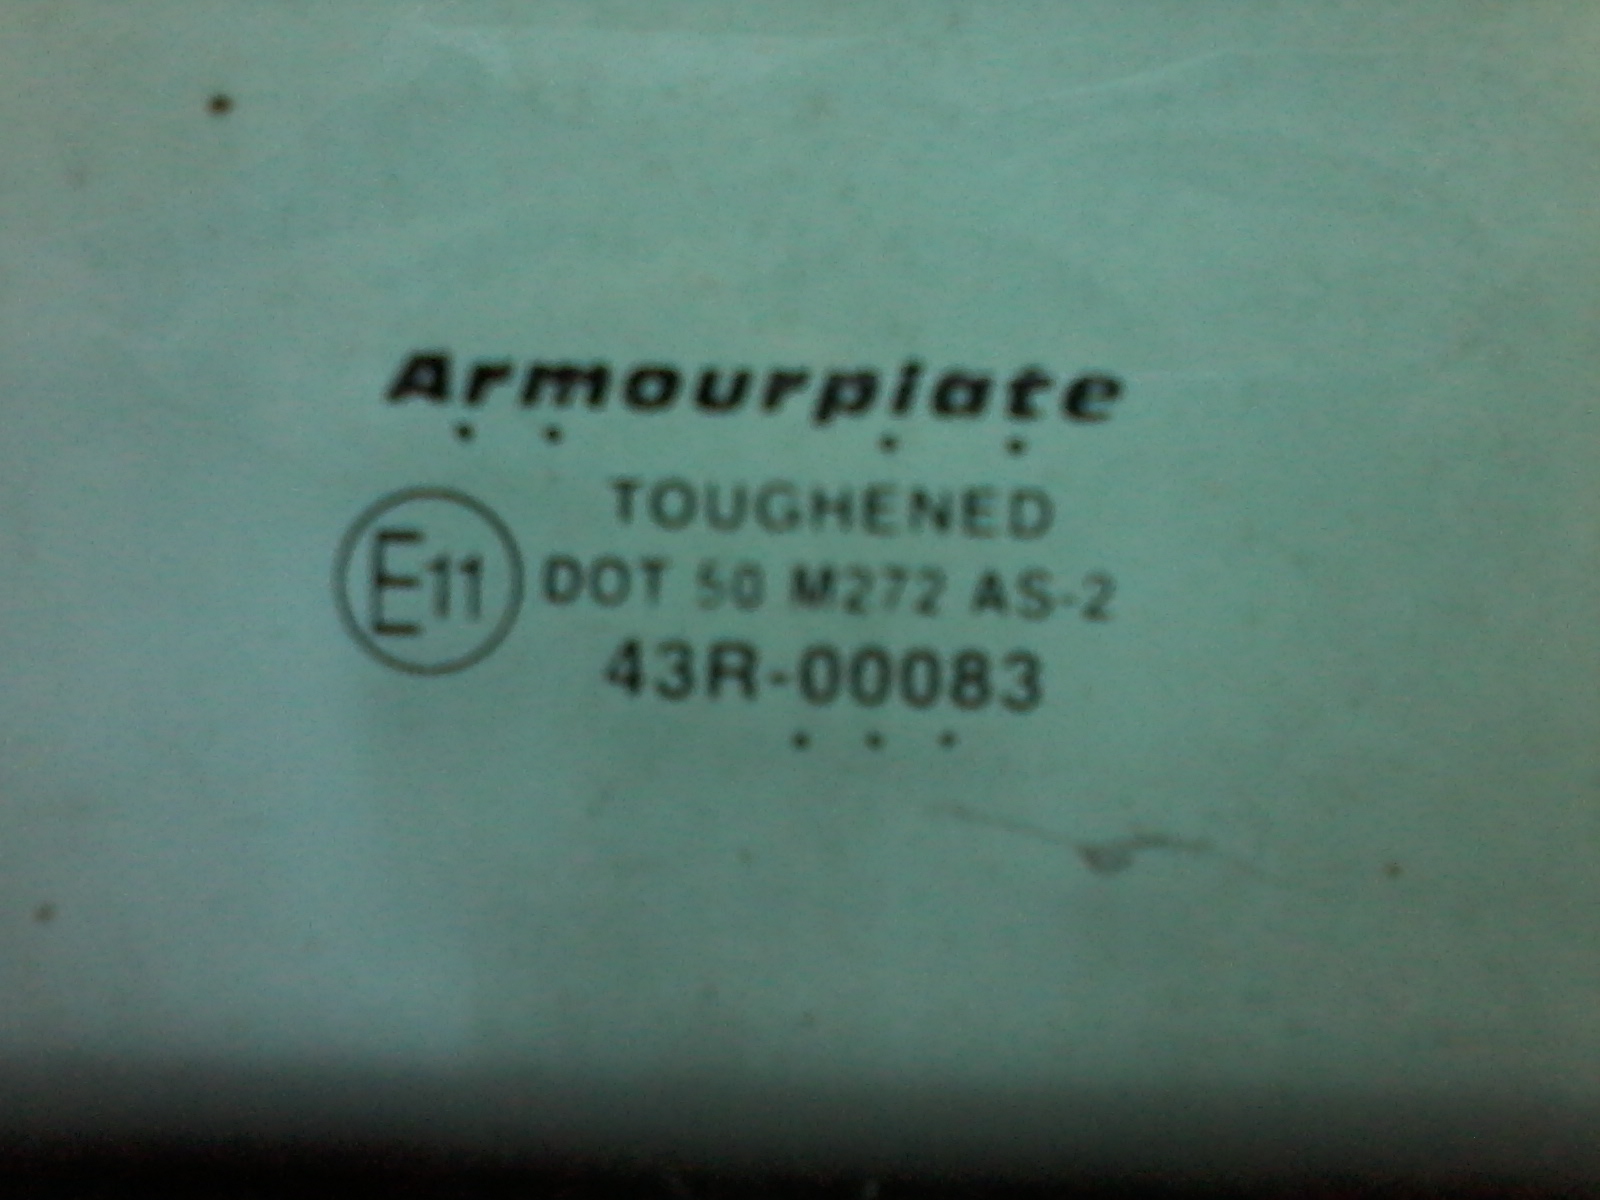 Armourplate
TOUGHENED
E11 DOT 50 M272 AS-2
43R-00083